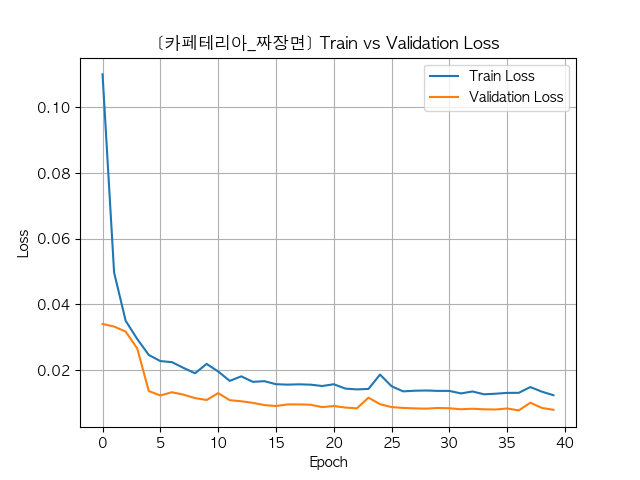 [카페테리아_짜장면] Train vs Validation Loss
Train Loss
Validation Loss
Loss
0.10
0.08
0.06
0.04
0.02
0 5 10 15 20 25 30 35 40
Epoch